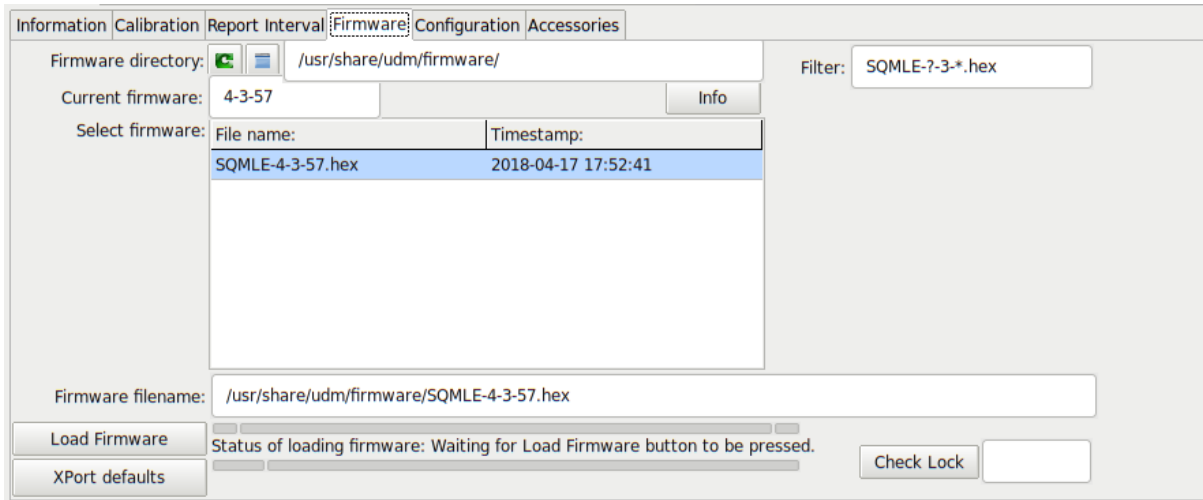 Information Calibration Report Interval Firmware Configuration Accessories
Firmware directory: /usr/share/udm/firmware/ Filter: SQMLE-?-3-*.hex
Current firmware: 4-3-57 Info
Select firmware: File name: Timestamp:
SQMLE-4-3-57.hex 2018-04-17 17:52:41
Firmware filename: /usr/share/udm/firmware/SQMLE-4-3-57.hex
Load Firmware Status of loading firmware: Waiting for Load Firmware button to be pressed.
XPort defaults Check Lock